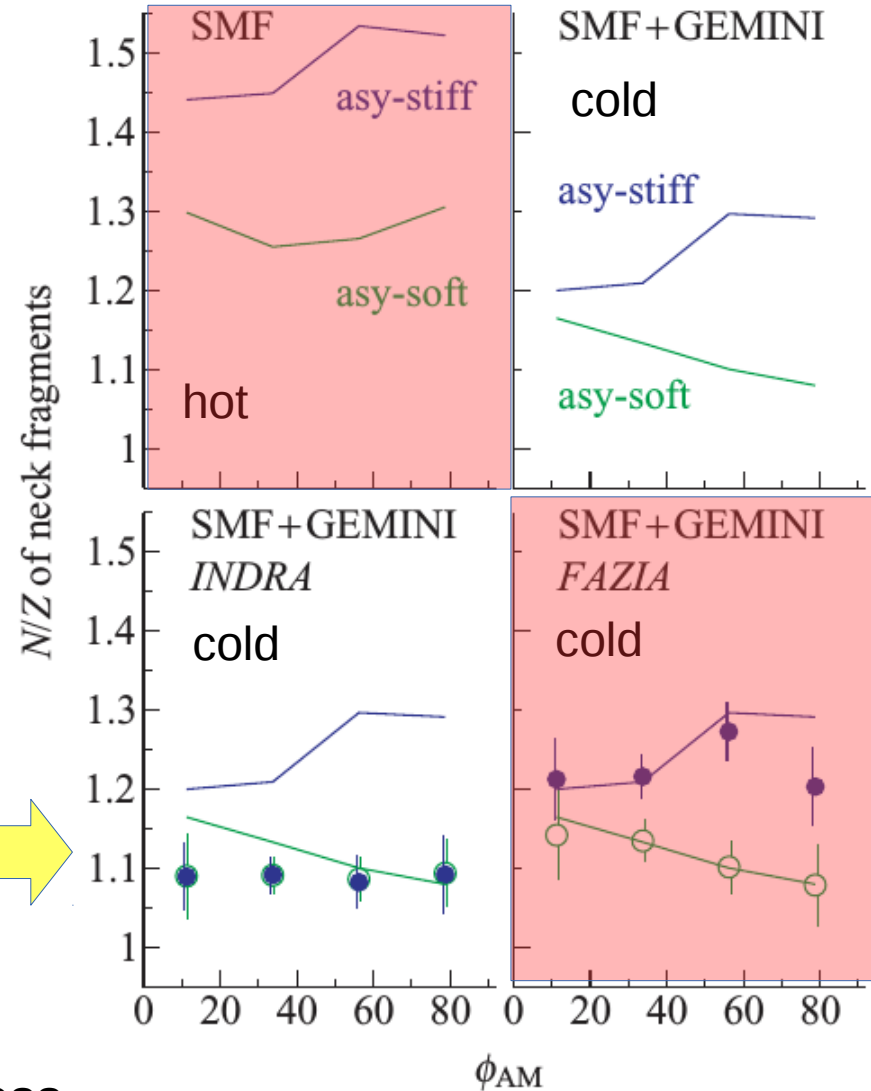 SMF
asy-stiff
asy-soft
hot
SMF+GEMINI
cold
asy-stiff
asy-soft
1.5
1.4
1.3
1.2
1.1
1
N/Z of neck fragments
SMF+GEMINI
INDRA
cold
SMF+GEMINI
FAZIA
cold
1.5
1.4
1.3
1.2
1.1
1
0 20 40 60 80 0 20 40 60 80
ϕAM